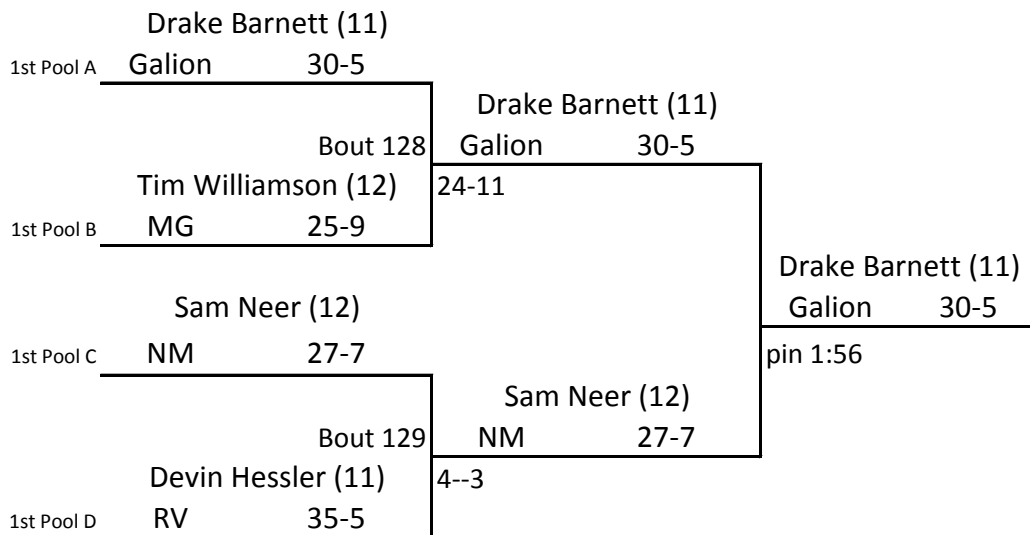 Drake Barnett (11)
1st Pool A Galion 30-5
Drake Barnett (11)
Bout 128 Galion 30-5
Tim Williamson (12) 24-11
1st Pool B MG 25-9
Drake Barnett (11)
Sam Neer (12) Galion 30-5
1st Pool C NM 27-7 pin 1:56
Sam Neer (12)
Bout 129 NM 27-7
Devin Hessler (11) 4--3
1st Pool D RV 35-5